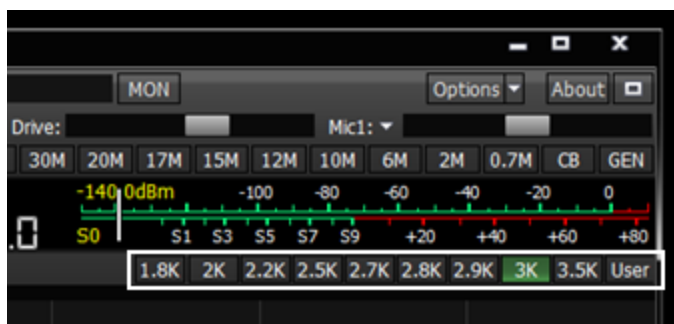 MON Options About
Drive: Mic1:
30M 20M 17M 15M 12M 10M 6M 2M 0.7M CB GEN
-140.0dBm -100 -80 -60 -40 -20 0
.0 S0 S1 S3 S5 S7 S9 +20 +40 +60 +80
1.8K 2K 2.2K 2.5K 2.7K 2.8K 2.9K 3K 3.5K User